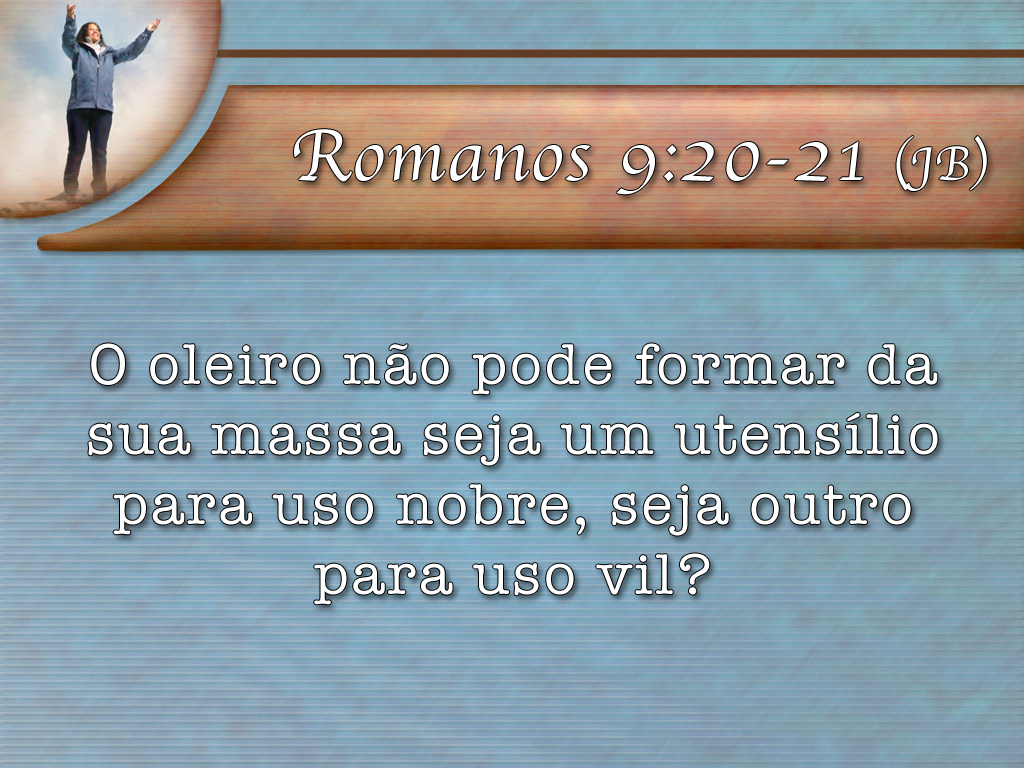 Romanos 9:20-21 (JB)
O oleiro não pode formar da
sua massa seja um utensílio
para uso nobre, seja outro
para uso vil?